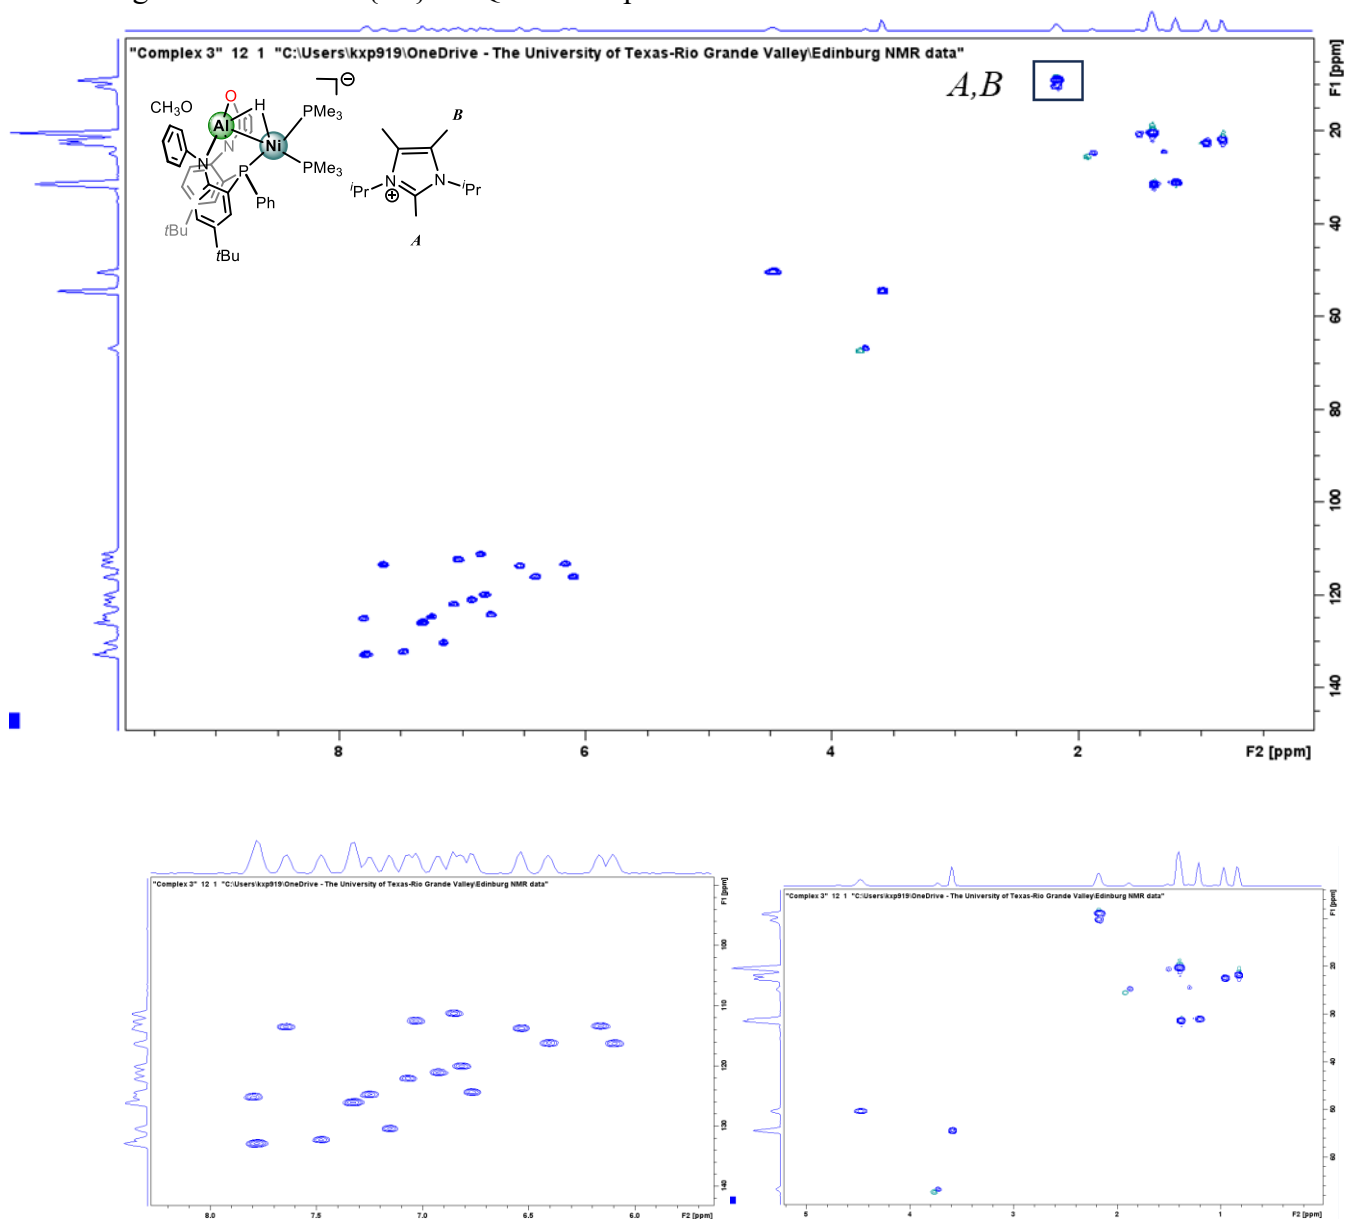 "Complex 3" 12 1 "C:\Users\kxp919\OneDrive - The University of Texas-Rio Grande Valley\Edinburg NMR data"
F1 [ppm]
A,B
CH3O
O
H
Al
Ni
PMe3
PMe3
N
N
P
Ph
tBu
tBu
B
iPr
N
⊕
N
iPr
A
20
40
60
80
100
120
140
8
6
4
2
F2 [ppm]
"Complex 3" 12 1 "C:\Users\kxp919\OneDrive - The University of Texas-Rio Grande Valley\Edinburg NMR data"
F1 [ppm]
100
110
120
130
140
8.0
7.5
7.0
6.5
6.0
F2 [ppm]
"Complex 3" 12 1 "C:\Users\kxp919\OneDrive - The University of Texas-Rio Grande Valley\Edinburg NMR data"
F1 [ppm]
20
30
40
50
60
5
4
3
2
1
F2 [ppm]